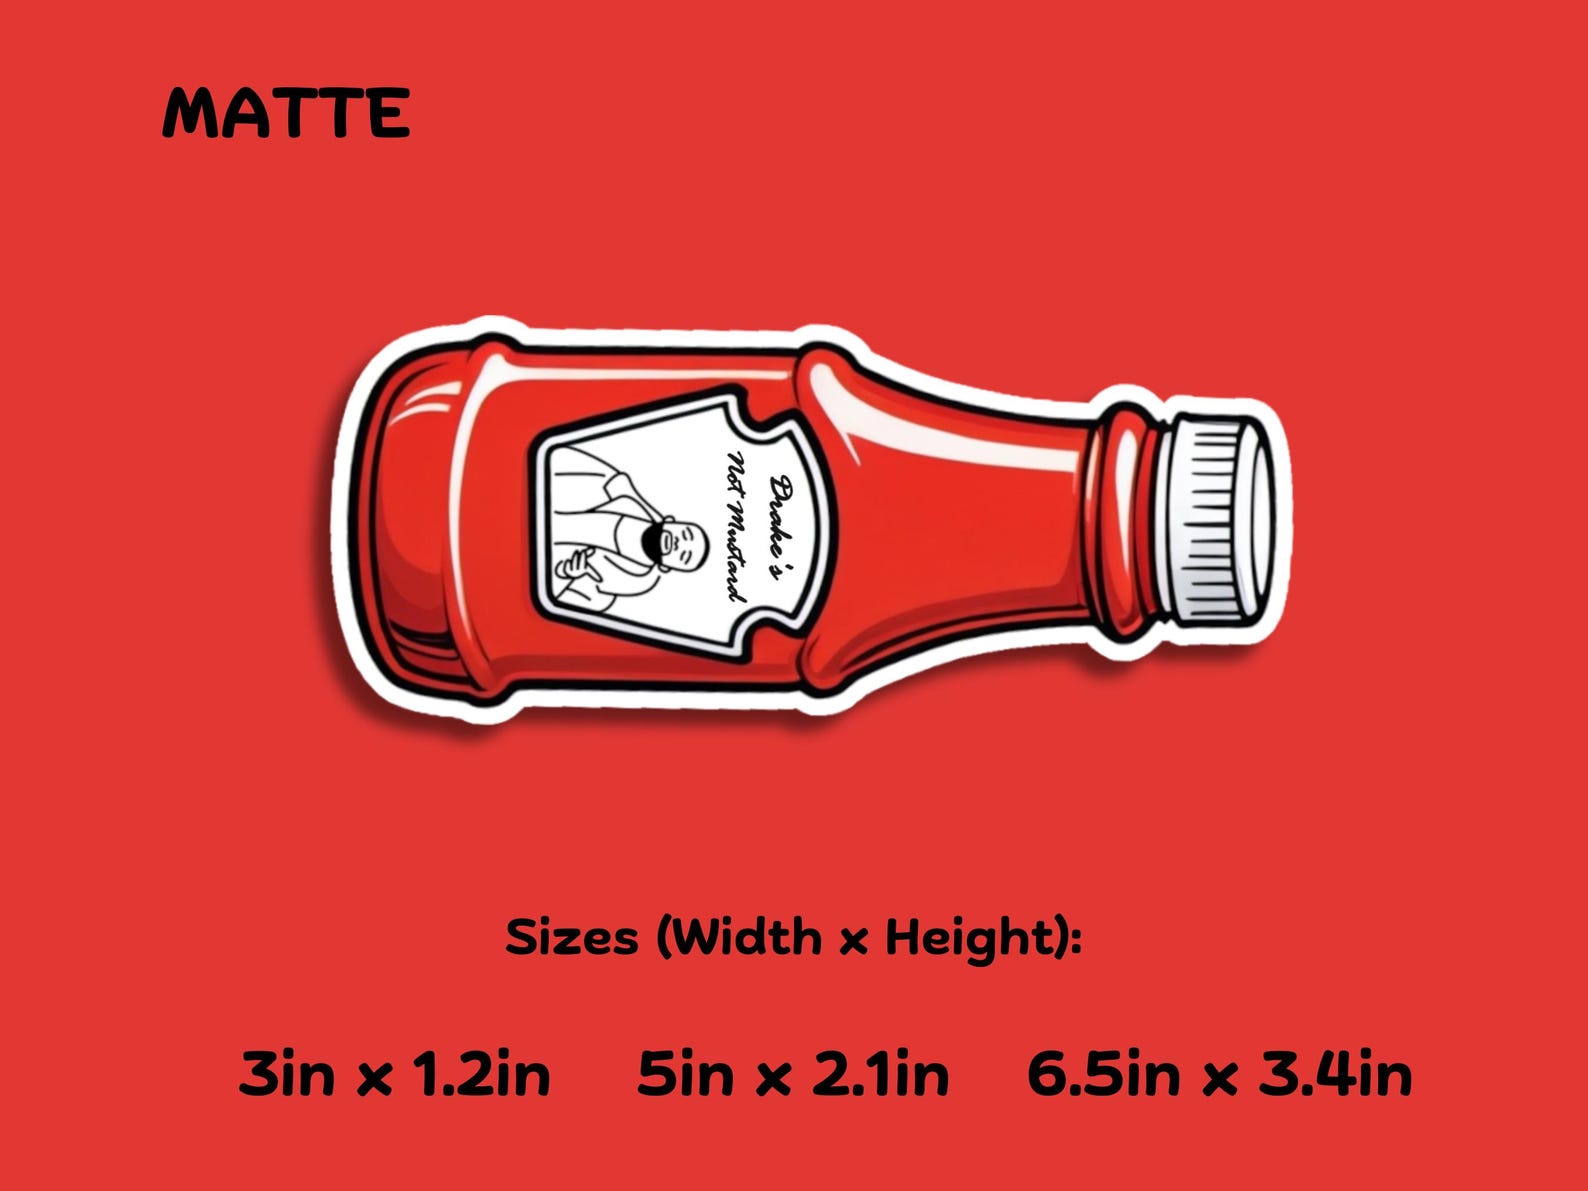 MATTE
Drake's
Not Mustard
Sizes (Width x Height):
3in x 1.2in 5in x 2.1in 6.5in x 3.4in